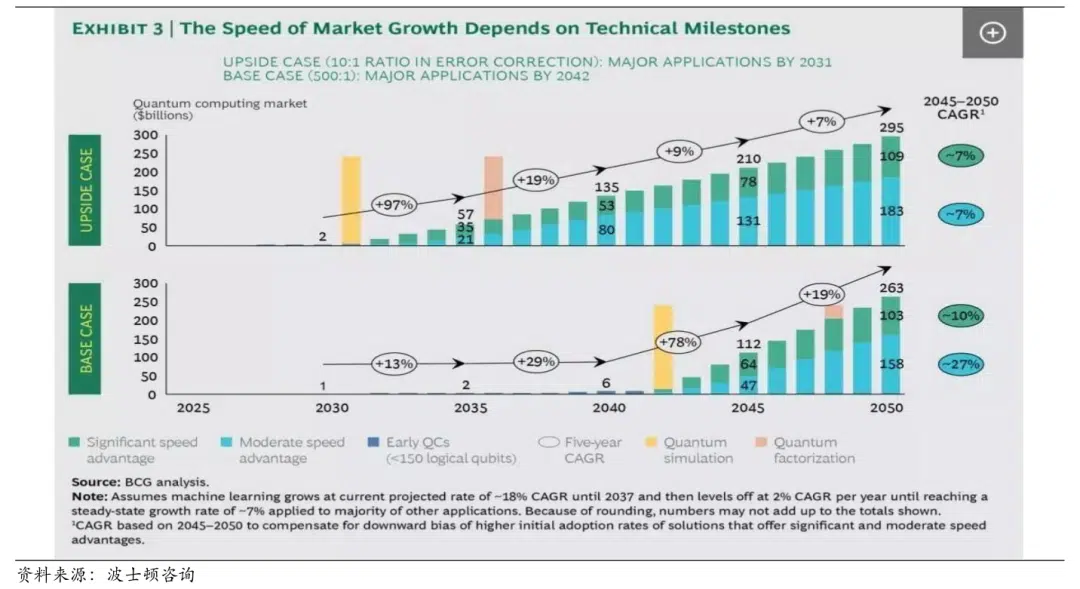 EXHIBIT 3 | The Speed of Market Growth Depends on Technical Milestones
UPSIDE CASE (10:1 RATIO IN ERROR CORRECTION): MAJOR APPLICATIONS BY 2031
BASE CASE (500:1): MAJOR APPLICATIONS BY 2042
Quantum computing market
($billions)
2045–2050
CAGR¹
UPSIDE CASE
300
250
200
150
100
50
0
2
+97%
57
35
21
+19%
135
53
80
+9%
210
78
131
+7%
295
109
183
~7%
~7%
BASE CASE
300
250
200
150
100
50
0
1
+13%
2
+29%
6
+78%
112
64
47
+19%
263
103
158
~10%
~27%
2025 2030 2035 2040 2045 2050
Significant speed advantage
Moderate speed advantage
Early QCs (<150 logical qubits)
Five-year CAGR
Quantum simulation
Quantum factorization
Source: BCG analysis.
Note: Assumes machine learning grows at current projected rate of ~18% CAGR until 2037 and then levels off at 2% CAGR per year until reaching a
steady-state growth rate of ~7% applied to majority of other applications. Because of rounding, numbers may not add up to the totals shown.
¹CAGR based on 2045–2050 to compensate for downward bias of higher initial adoption rates of solutions that offer significant and moderate speed
advantages.
资料来源：波士顿咨询